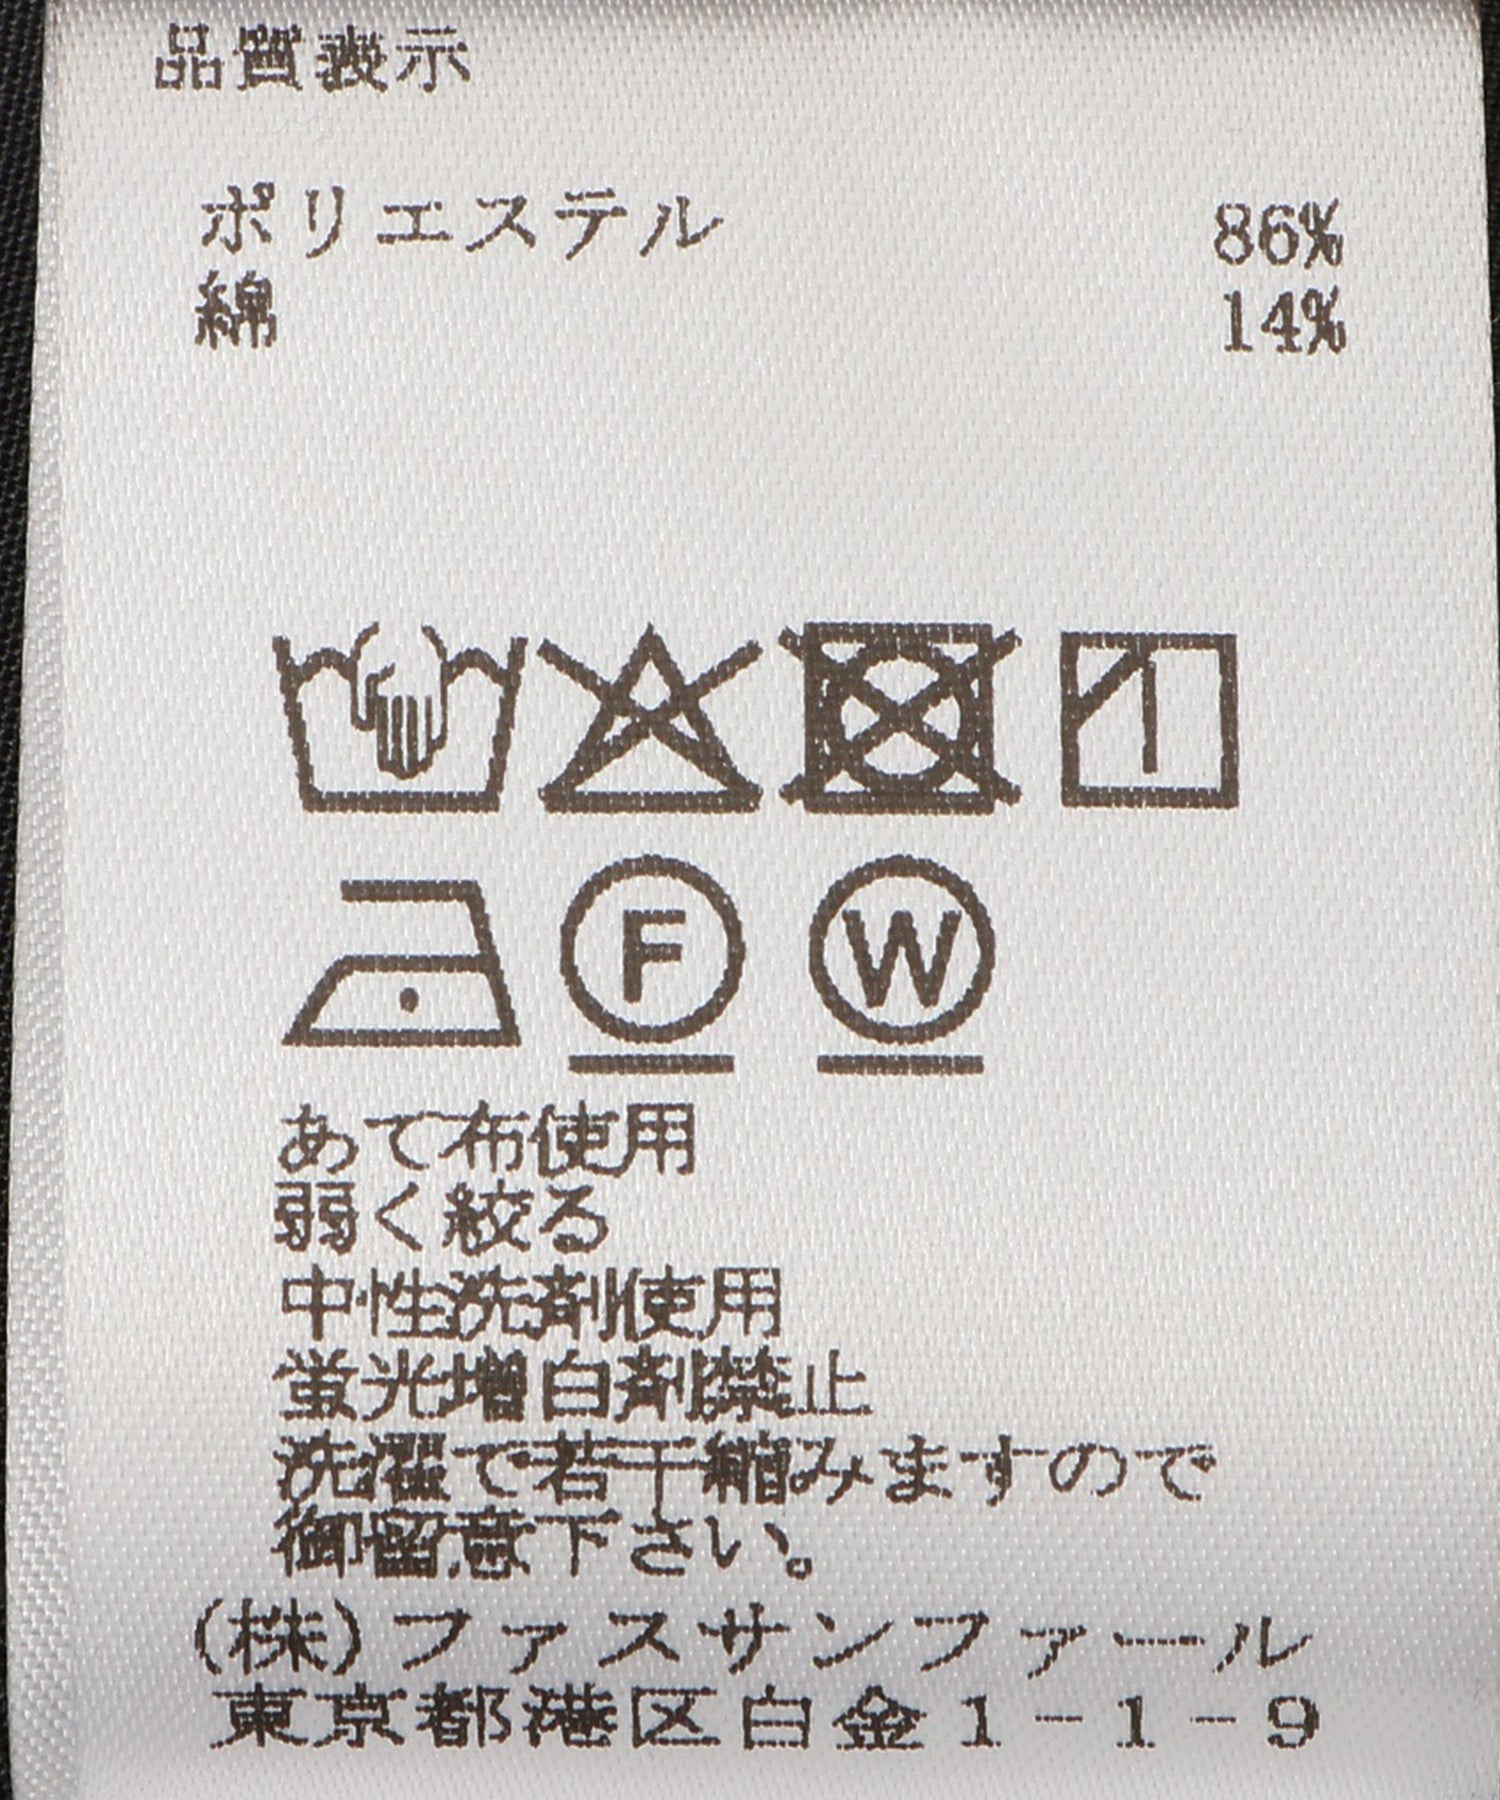 品質表示
ポリエステル 86%
綿 14%
F W
あて布使用
弱く絞る
中性洗剤使用
蛍光増白剤禁止
洗濯で若干縮みますので
御留意下さい。
(株)ファスサンファール
東京都港区白金1-1-9